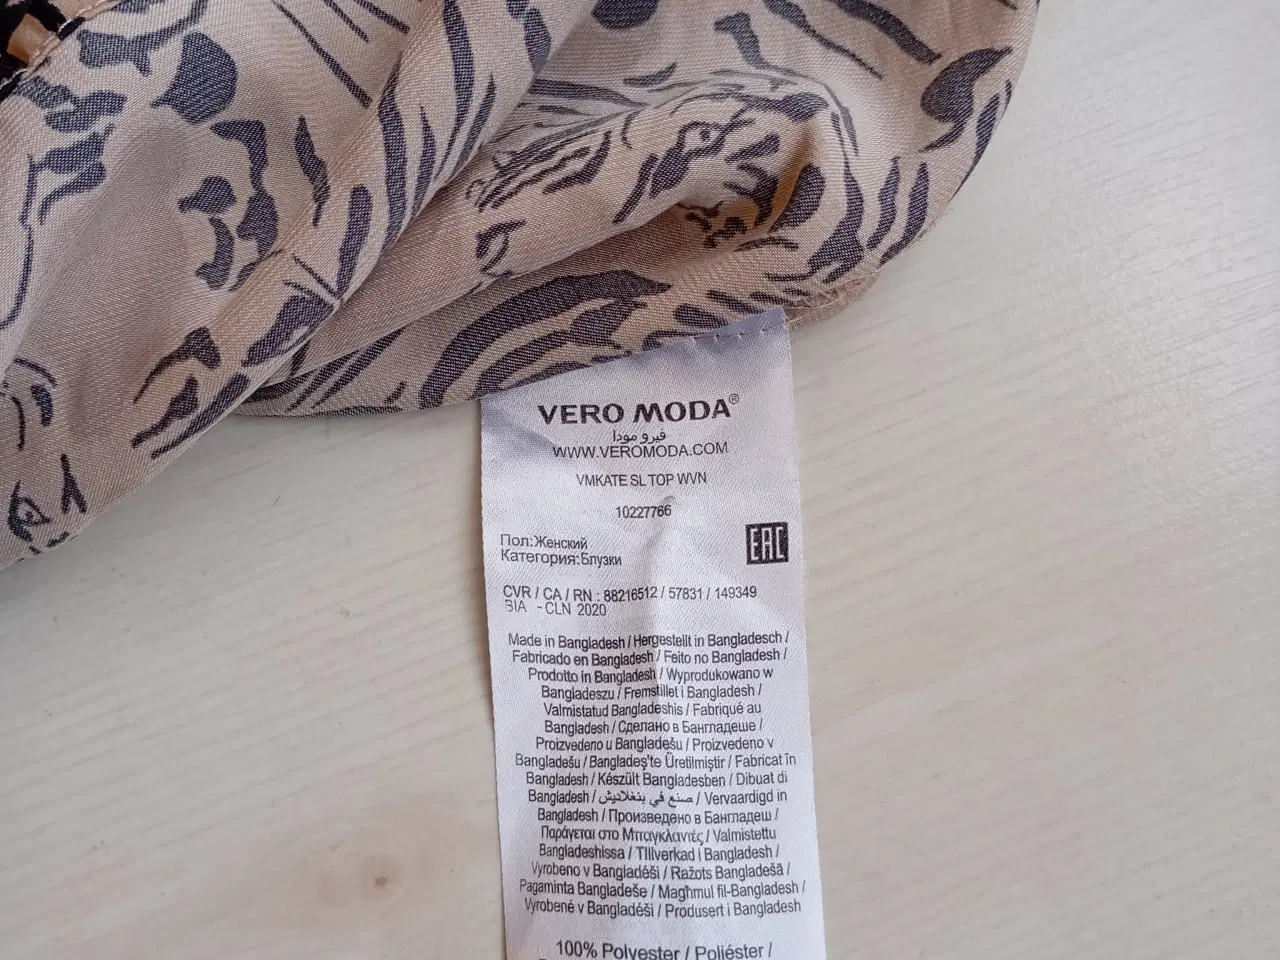 VERO MODA®
فيرو مودا
WWW.VEROMODA.COM
VMKATE SL TOP WVN
10227766
Пол:Женский
Категория:Блузки
EAC
CVR / CA / RN : 88216512 / 57831 / 149349
BIA - CLN 2020
Made in Bangladesh / Hergestellt in Bangladesch /
Fabricado en Bangladesh / Feito no Bangladesh /
Prodotto in Bangladesh / Wyprodukowano w
Bangladeszu / Fremstillet i Bangladesh /
Valmistatud Bangladeshis / Fabriqué au
Bangladesh / Сделано в Бангладеше /
Proizvedeno u Bangladešu / Proizvedeno v
Bangladešu / Bangladeş'te Üretilmiştir / Fabricat în
Bangladesh / Készült Bangladesben / Dibuat di
Bangladesh / صنع في بنغلاديش / Vervaardigd in
Bangladesh / Произведено в Бангладеш /
Παράγεται στο Μπαγκλαντές / Valmistettu
Bangladeshissa / Tillverkad i Bangladesh /
Vyrobeno v Bangladéši / Ražots Bangladešā /
Pagaminta Bangladeše / Magħmul fil-Bangladesh /
Vyrobené v Bangladéši / Produsert i Bangladesh
100% Polyester / Poliéster /